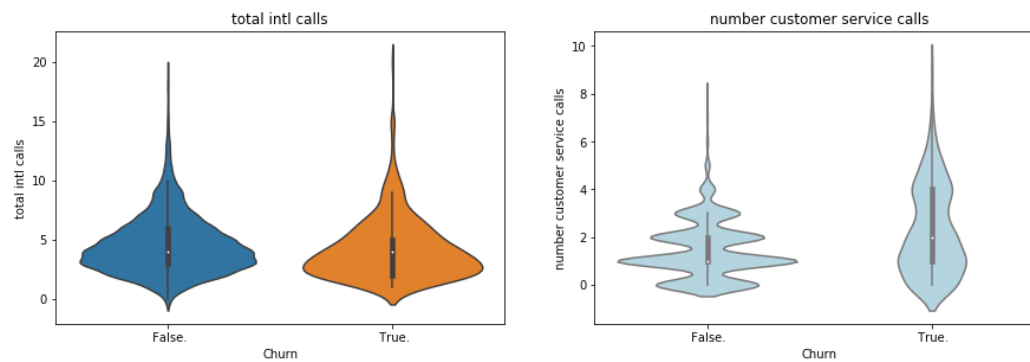 total intl calls
total intl calls
20
15
10
5
0
False.
True.
Churn
number customer service calls
number customer service calls
10
8
6
4
2
0
False.
True.
Churn